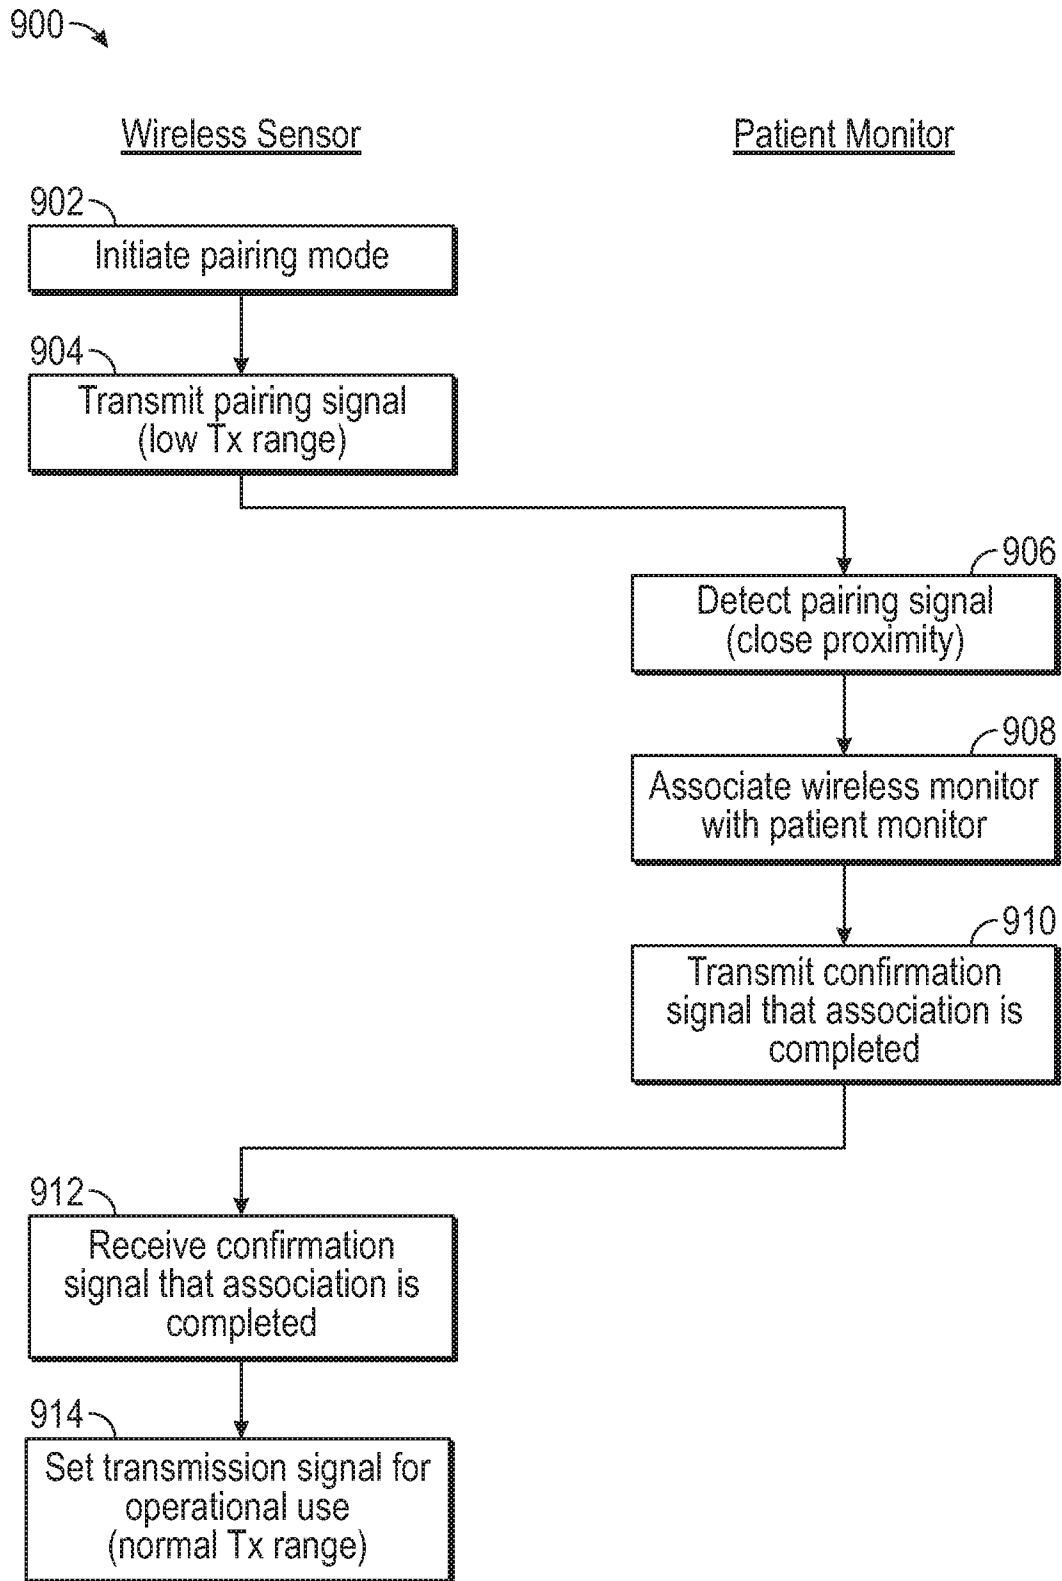 900
Wireless Sensor
Patient Monitor
902
Initiate pairing mode
904
Transmit pairing signal
(low Tx range)
906
Detect pairing signal
(close proximity)
908
Associate wireless monitor
with patient monitor
910
Transmit confirmation
signal that association is
completed
912
Receive confirmation
signal that association is
completed
914
Set transmission signal for
operational use
(normal Tx range)